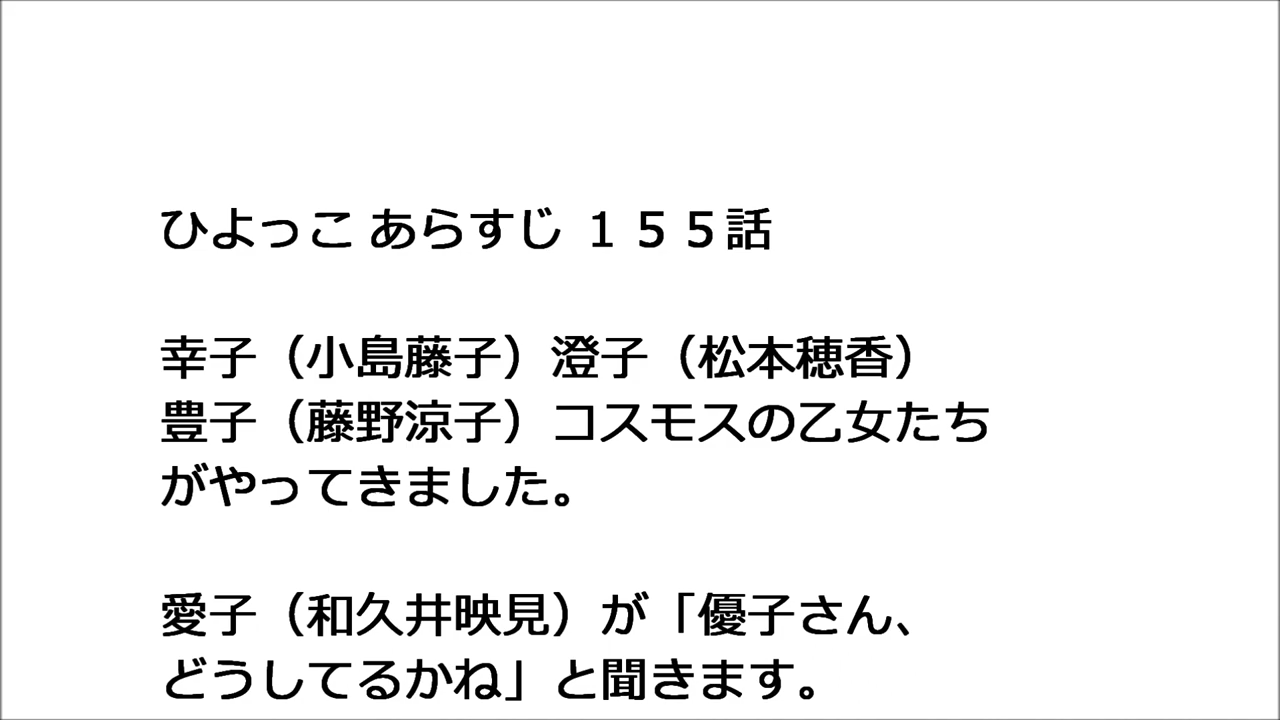 ひよっこ あらすじ １５５話
幸子（小島藤子）澄子（松本穂香）
豊子（藤野涼子）コスモスの乙女たち
がやってきました。
愛子（和久井映見）が「優子さん、
どうしてるかね」と聞きます。